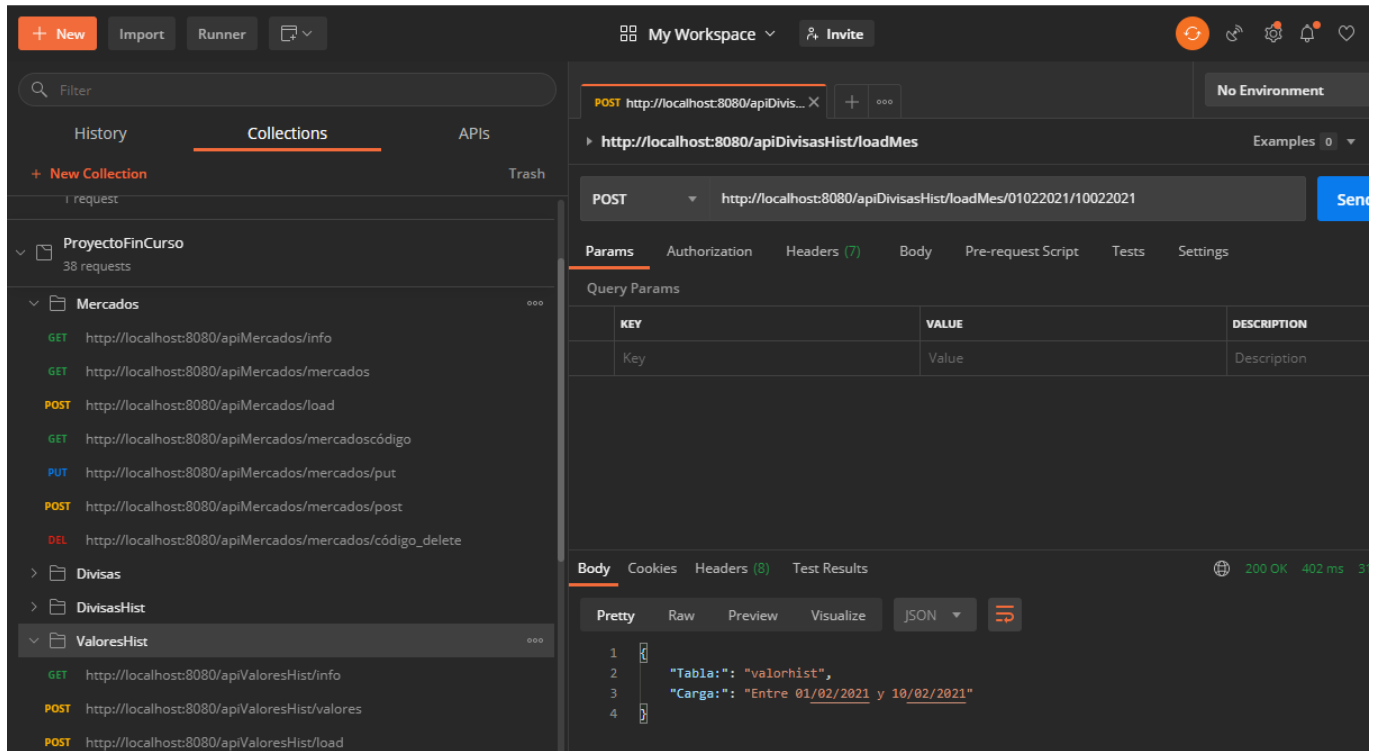 + New Import Runner
My Workspace Invite
Filter
History Collections APIs
+ New Collection Trash
1 request
ProyectoFinCurso
38 requests
Mercados
GET http://localhost:8080/apiMercados/info
GET http://localhost:8080/apiMercados/mercados
POST http://localhost:8080/apiMercados/load
GET http://localhost:8080/apiMercados/mercadoscódigo
PUT http://localhost:8080/apiMercados/mercados/put
POST http://localhost:8080/apiMercados/mercados/post
DEL http://localhost:8080/apiMercados/mercados/código_delete
Divisas
DivisasHist
ValoresHist
GET http://localhost:8080/apiValoresHist/info
POST http://localhost:8080/apiValoresHist/valores
POST http://localhost:8080/apiValoresHist/load
POST http://localhost:8080/apiDivis...
No Environment
http://localhost:8080/apiDivisasHist/loadMes
Examples 0
POST http://localhost:8080/apiDivisasHist/loadMes/01022021/10022021
Params Authorization Headers (7) Body Pre-request Script Tests Settings
Query Params
KEY VALUE DESCRIPTION
Key Value Description
Body Cookies Headers (8) Test Results
200 OK 402 ms
Pretty Raw Preview Visualize JSON
1 {
2 "Tabla:": "valorhist",
3 "Carga:": "Entre 01/02/2021 y 10/02/2021"
4 }